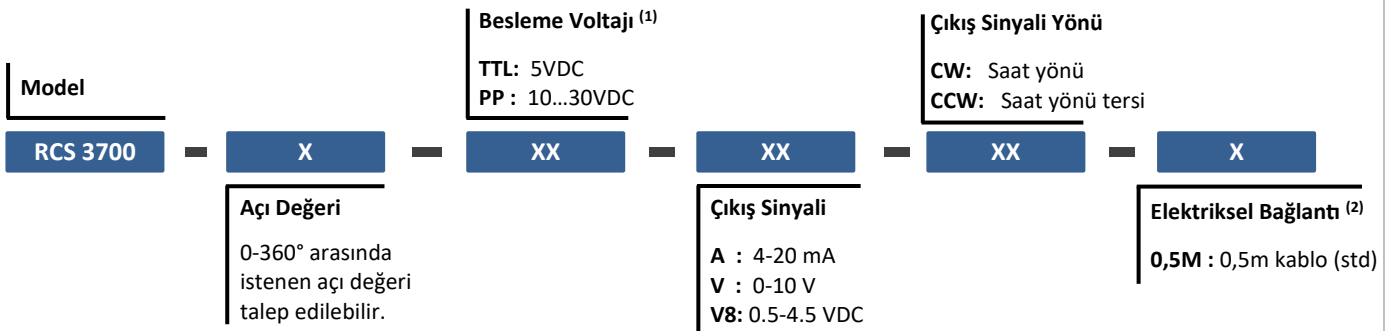 Model
Besleme Voltajı (1)
TTL: 5VDC
PP : 10...30VDC
Çıkış Sinyali Yönü
CW: Saat yönü
CCW: Saat yönü tersi
RCS 3700 - X - XX - XX - XX - X
Açı Değeri
0-360° arasında
istenen açı değeri
talep edilebilir.
Çıkış Sinyali
A : 4-20 mA
V : 0-10 V
V8: 0.5-4.5 VDC
Elektriksel Bağlantı (2)
0,5M : 0,5m kablo (std)